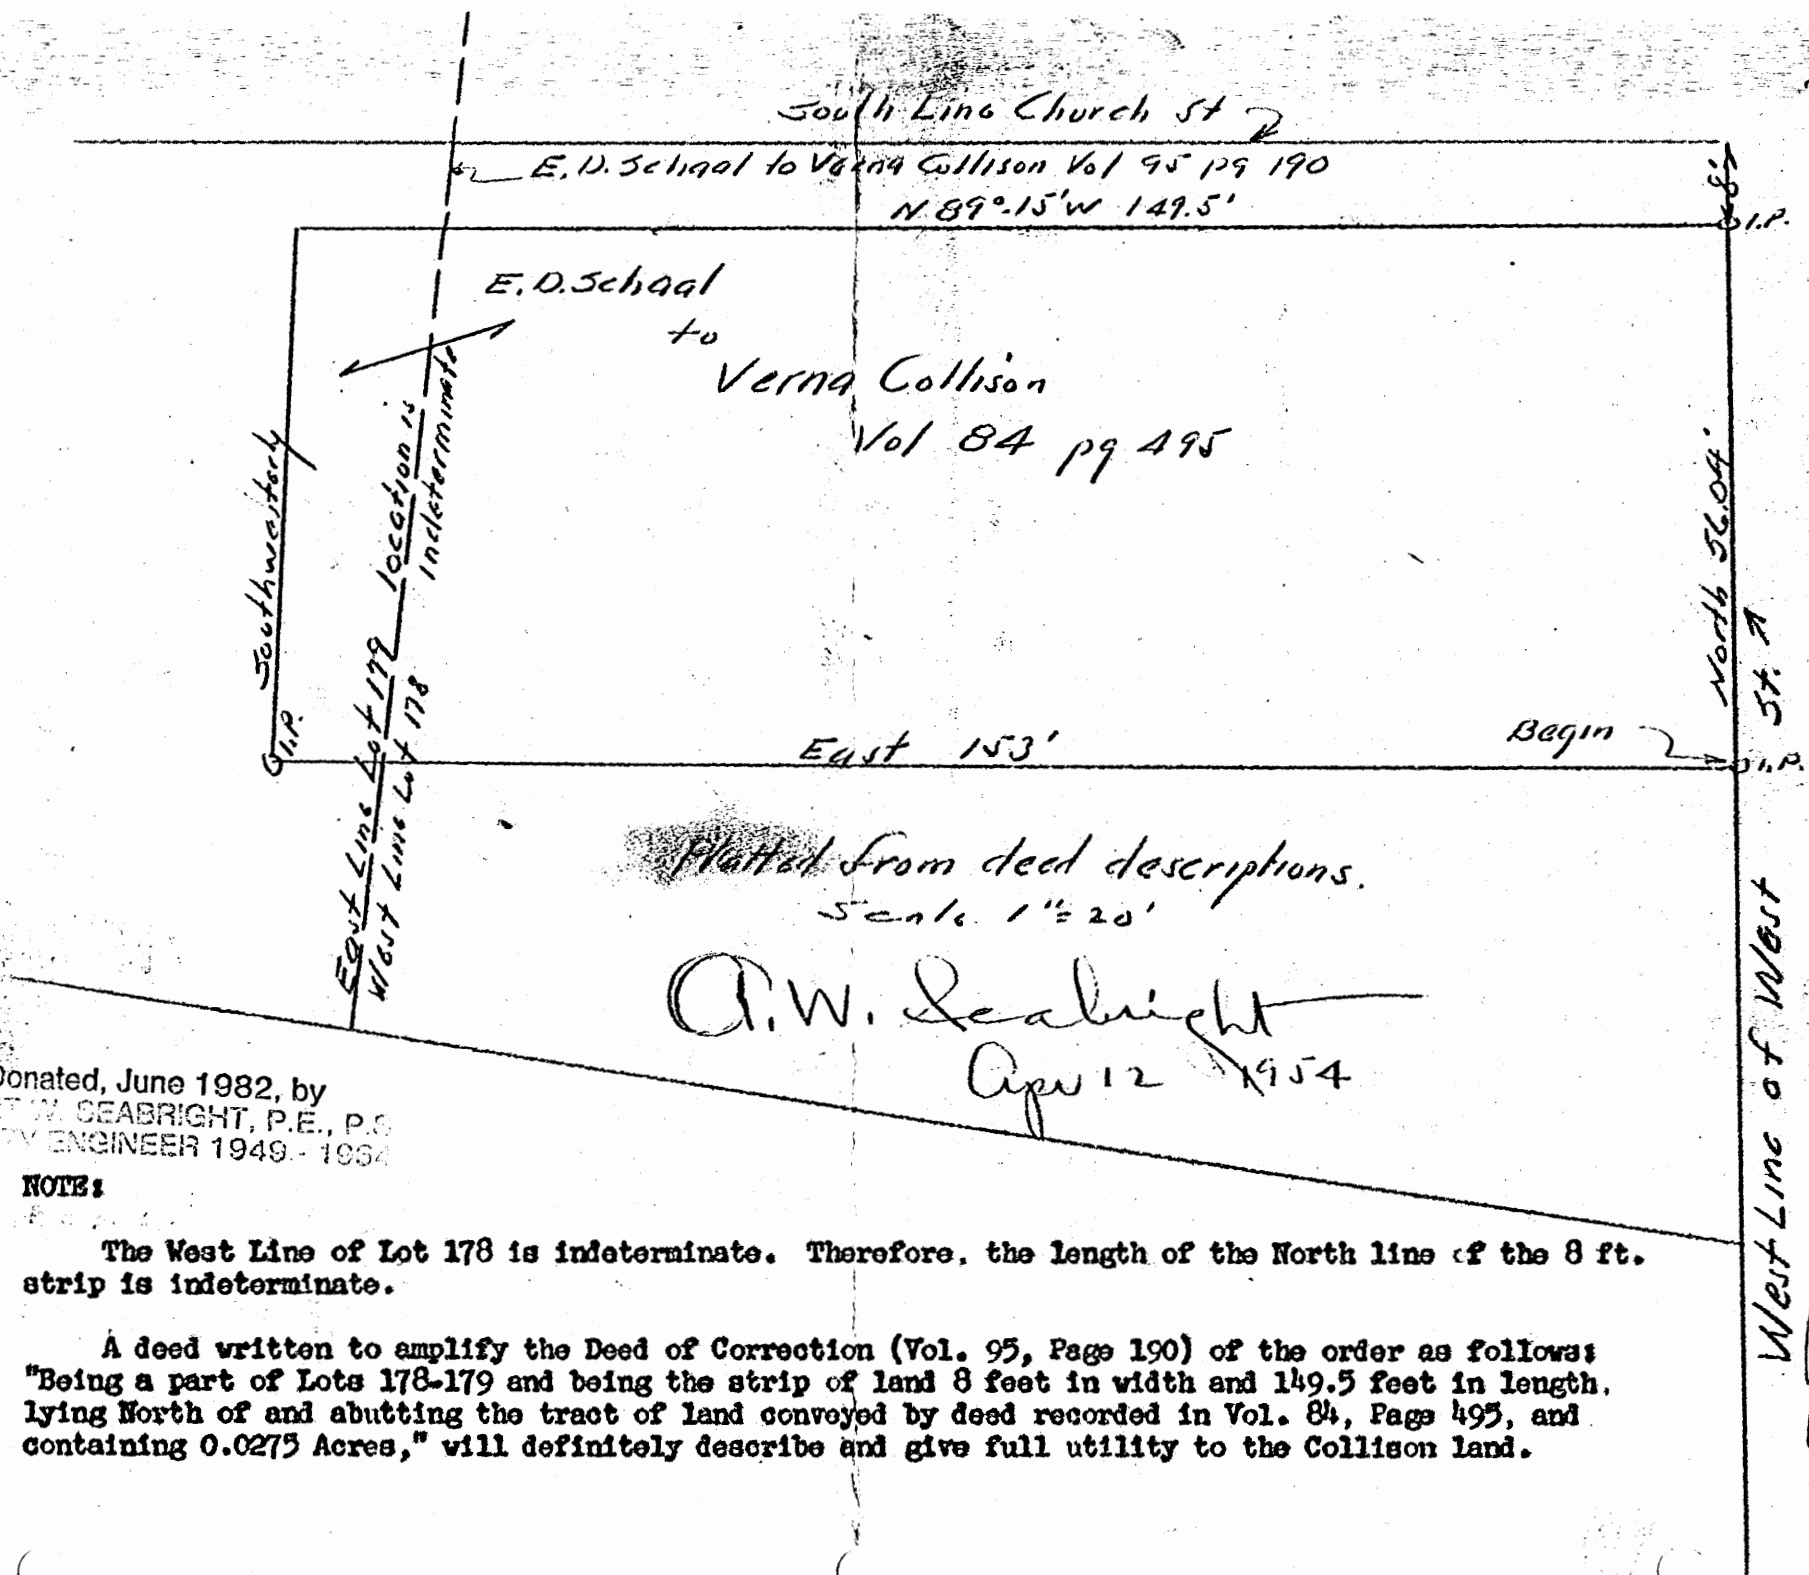 South Line Church St
E.D. Schaal to Verna Collison Vol 95 pg 190
N 89°-15'W 149.5'
8'
I.P.
E.D. Schaal
to
Verna Collison
Vol 84 pg 495
Southwesterly
East Line Lot 179 location is
West Line Lot 178 indeterminate
North 56.04'
I.P.
East 153'
Begin
I.P.
West Line of West St.
Platted from deed descriptions.
Scale 1"=20'
A.W. Seabright
Apr 12 1954
Donated, June 1982, by
W. SEABRIGHT, P.E., P.S
ENGINEER 1949 - 1964
NOTE:
The West Line of Lot 178 is indeterminate. Therefore, the length of the North line of the 8 ft.
strip is indeterminate.
A deed written to amplify the Deed of Correction (Vol. 95, Page 190) of the order as follows:
"Being a part of Lots 178-179 and being the strip of land 8 feet in width and 149.5 feet in length,
lying North of and abutting the tract of land conveyed by deed recorded in Vol. 84, Page 495, and
containing 0.0275 Acres," will definitely describe and give full utility to the Collison land.